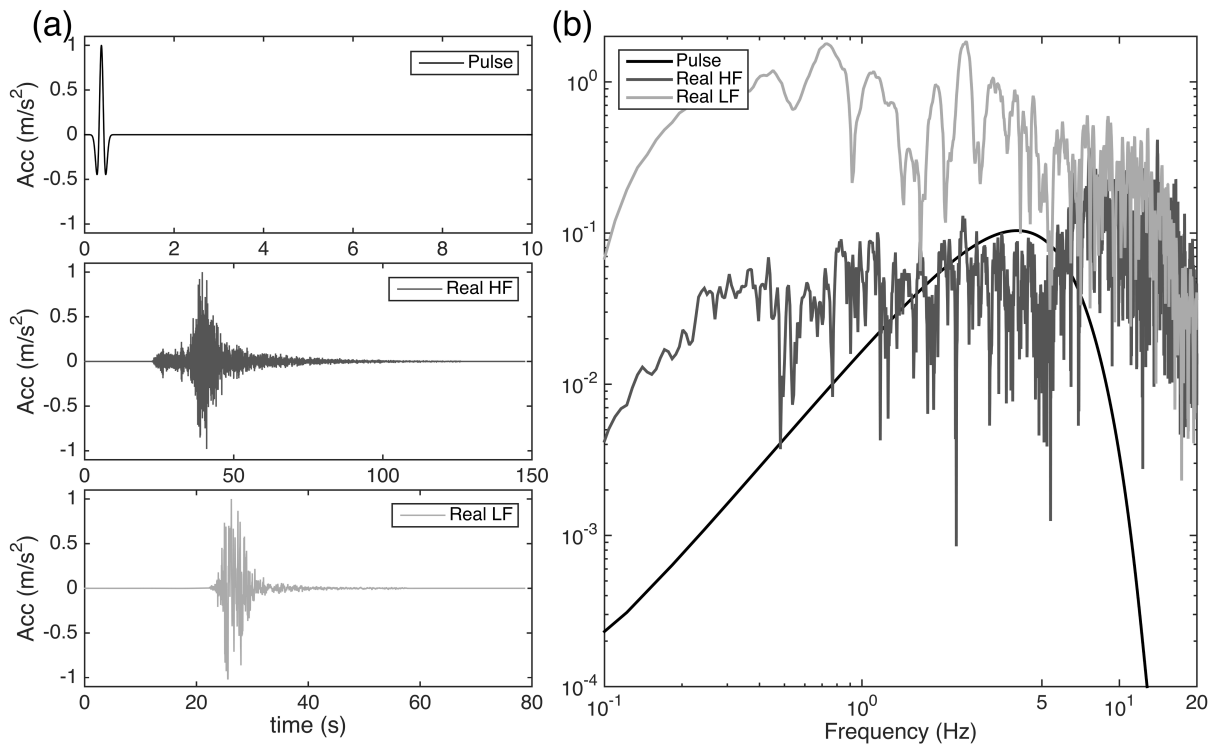 (a)
Acc (m/s²)
1
0.5
0
-0.5
-1
Pulse
0 2 4 6 8 10
Acc (m/s²)
1
0.5
0
-0.5
-1
Real HF
0 50 100 150
Acc (m/s²)
1
0.5
0
-0.5
-1
Real LF
0 20 40 60 80
time (s)
(b)
Pulse
Real HF
Real LF
10⁰
10⁻¹
10⁻²
10⁻³
10⁻⁴
10⁻¹ 10⁰ 5 10¹ 20
Frequency (Hz)